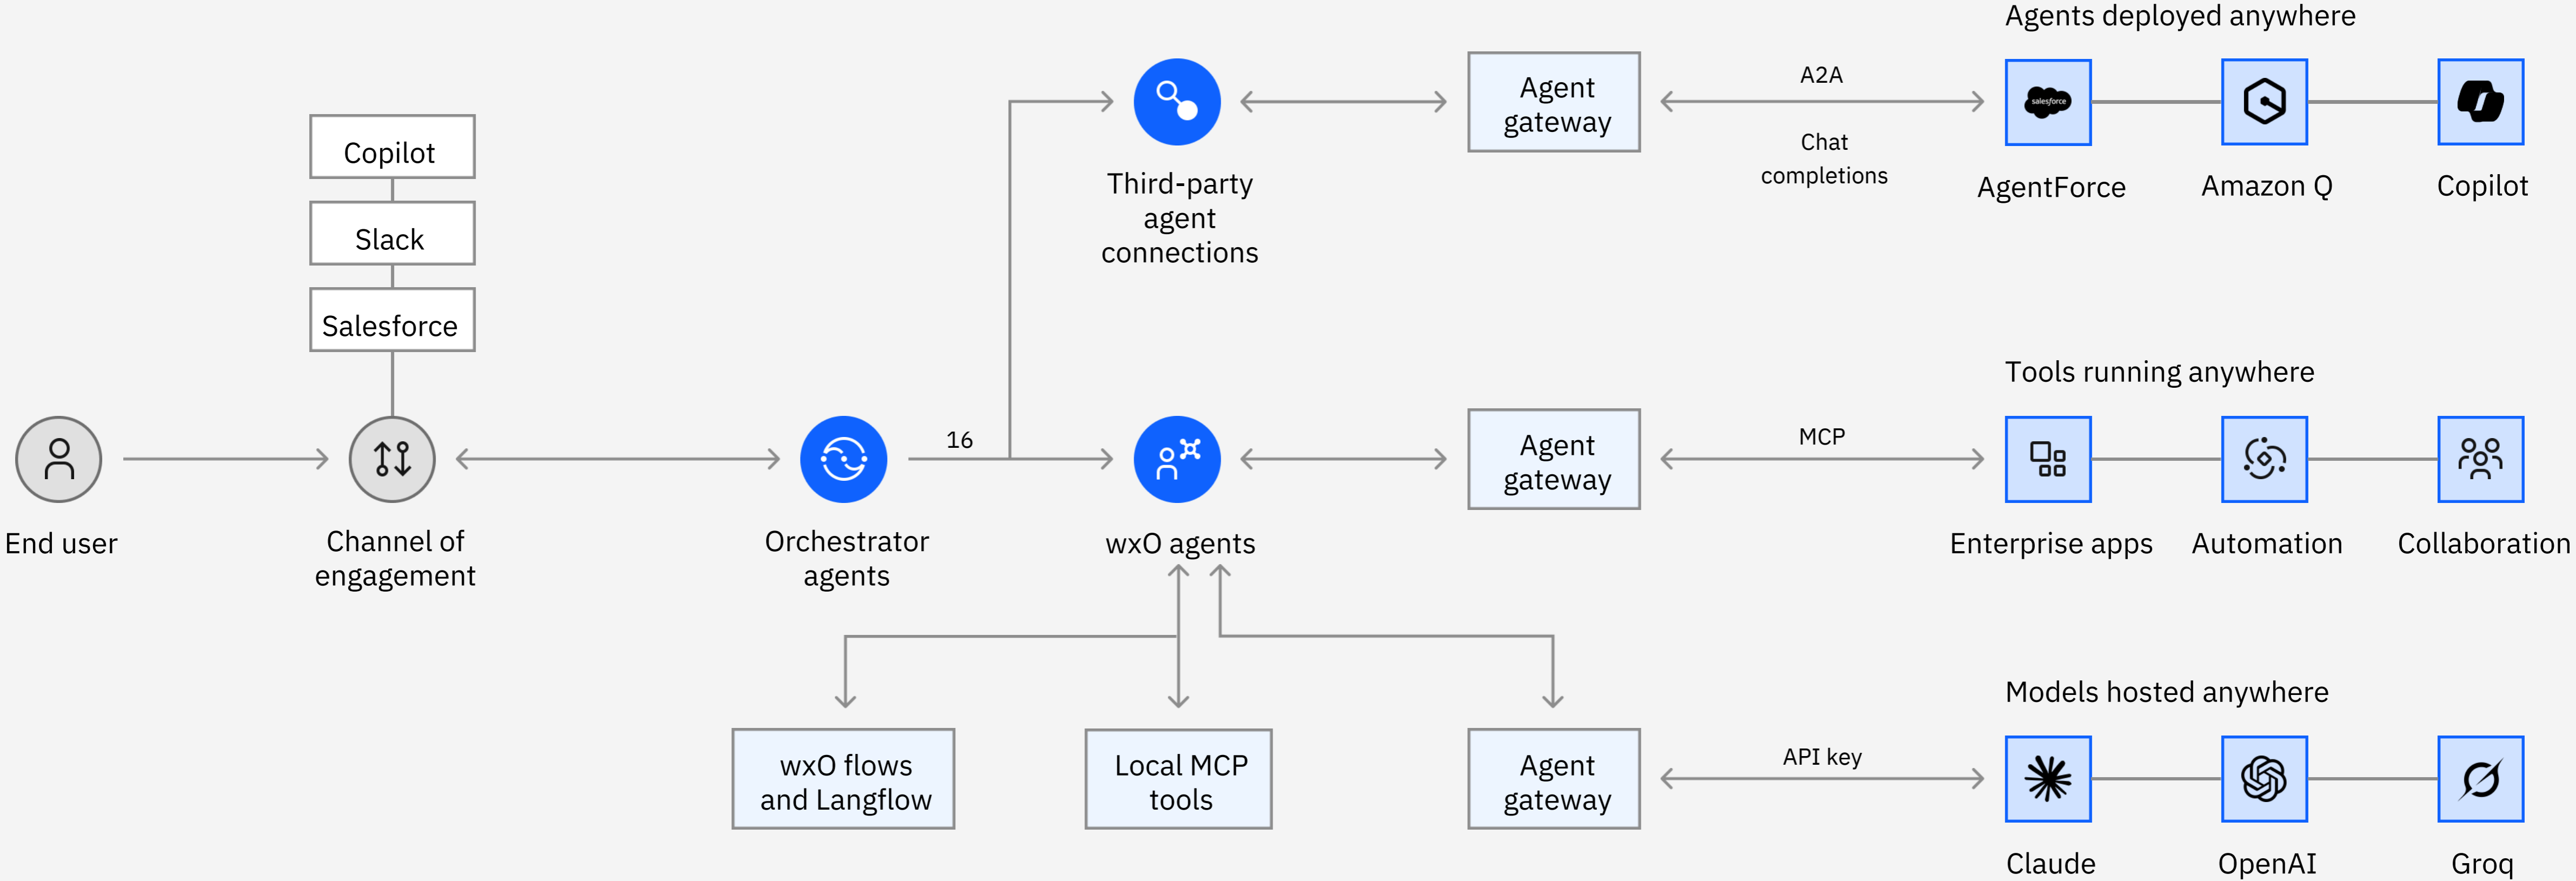 Agents deployed anywhere
Copilot
Slack
Salesforce
Third-party
agent
connections
Agent
gateway
A2A
Chat
completions
salesforce
AgentForce
Amazon Q
Copilot
Tools running anywhere
End user
Channel of
engagement
Orchestrator
agents
16
wxO agents
Agent
gateway
MCP
Enterprise apps
Automation
Collaboration
Models hosted anywhere
wxO flows
and Langflow
Local MCP
tools
Agent
gateway
API key
Claude
OpenAI
Groq